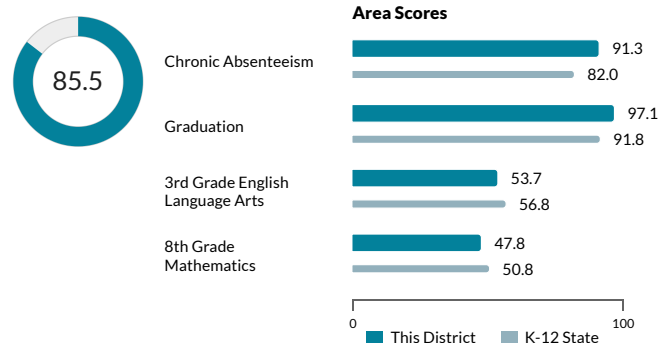 Area Scores
85.5
Chronic Absenteeism
91.3
82.0
Graduation
97.1
91.8
3rd Grade English
Language Arts
53.7
56.8
8th Grade
Mathematics
47.8
50.8
0
100
This District
K-12 State